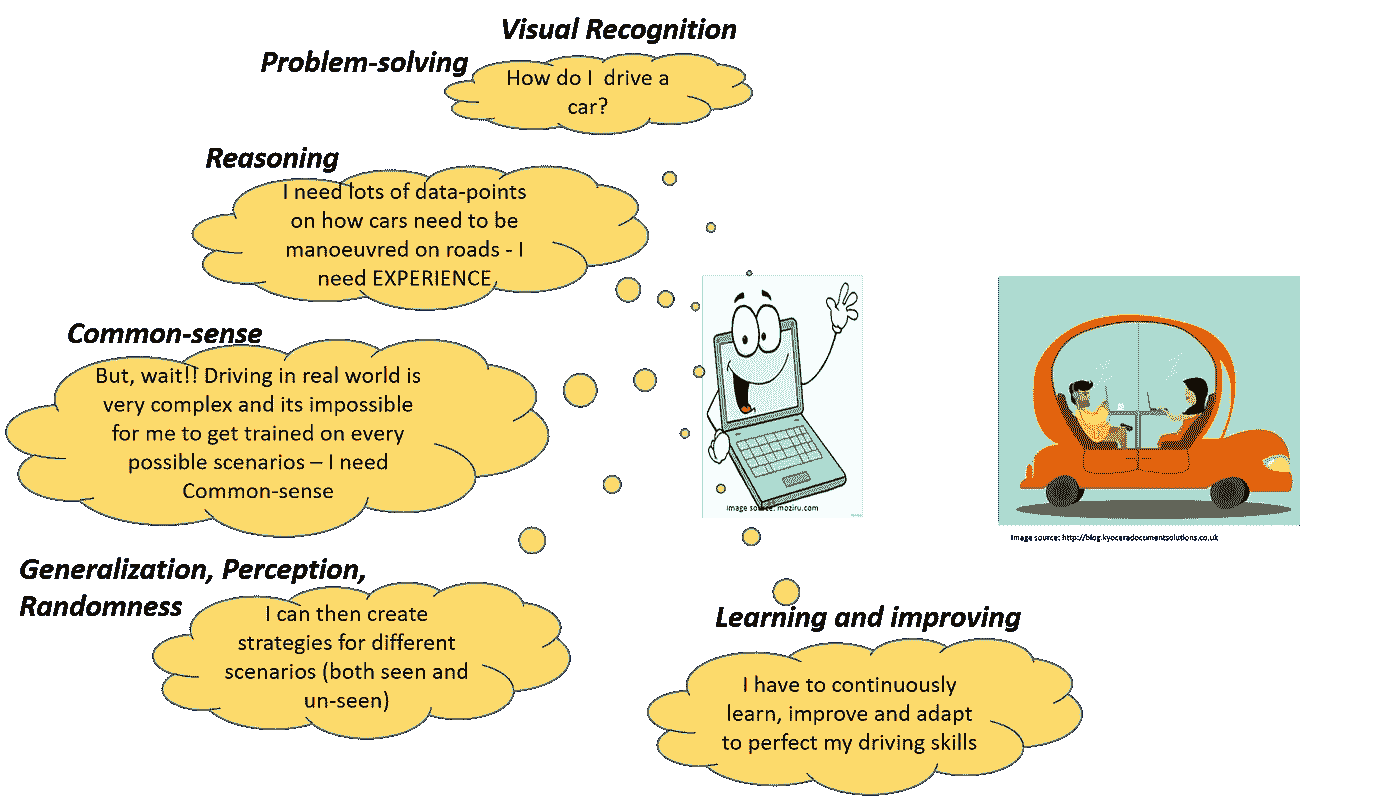 Visual Recognition
Problem-solving
How do I drive a
car?
Reasoning
I need lots of data-points
on how cars need to be
manoeuvred on roads - I
need EXPERIENCE
Common-sense
But, wait!! Driving in real world is
very complex and its impossible
for me to get trained on every
possible scenarios – I need
Common-sense
Image source: moziru.com
Image source: http://blog.kyoceradocumentsolutions.co.uk
Generalization, Perception,
Randomness
I can then create
strategies for different
scenarios (both seen and
un-seen)
Learning and improving
I have to continuously
learn, improve and adapt
to perfect my driving skills